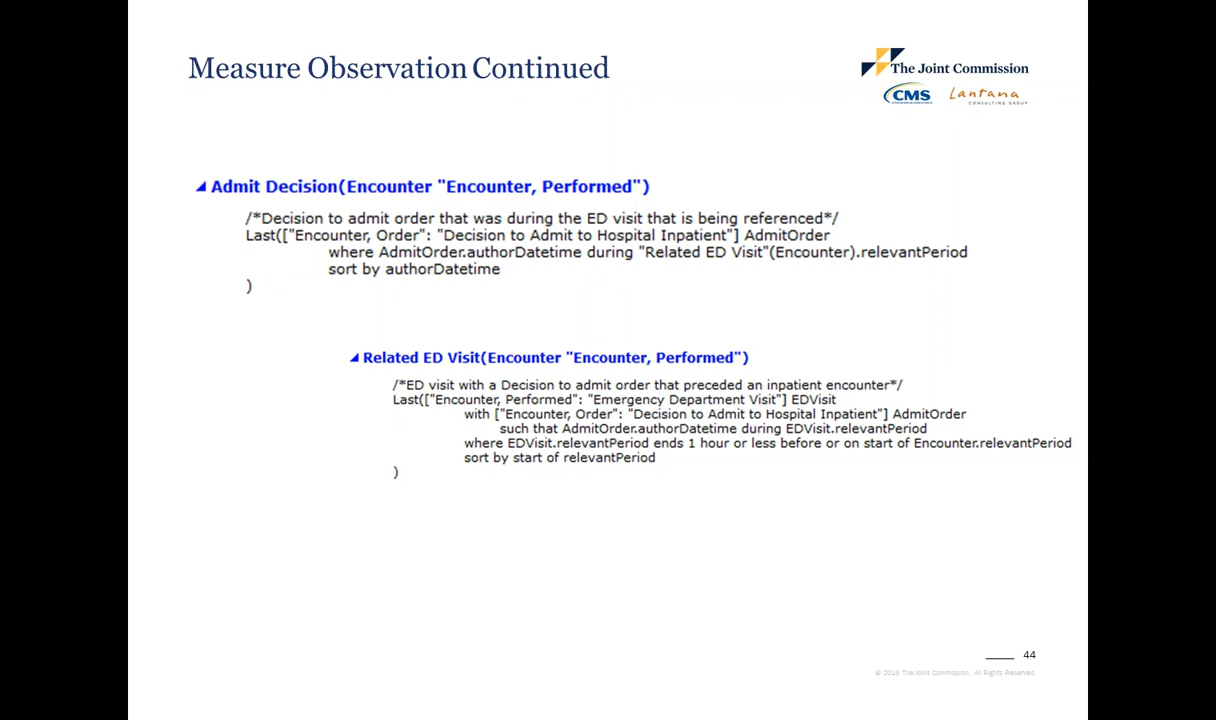 Measure Observation Continued
The Joint Commission
CMS
Lantana
CONSULTING GROUP
Admit Decision(Encounter "Encounter, Performed")
/*Decision to admit order that was during the ED visit that is being referenced*/
Last(["Encounter, Order": "Decision to Admit to Hospital Inpatient"] AdmitOrder
where AdmitOrder.authorDatetime during "Related ED Visit"(Encounter).relevantPeriod
sort by authorDatetime
)
Related ED Visit(Encounter "Encounter, Performed")
/*ED visit with a Decision to admit order that preceded an inpatient encounter*/
Last(["Encounter, Performed": "Emergency Department Visit"] EDVisit
with ["Encounter, Order": "Decision to Admit to Hospital Inpatient"] AdmitOrder
such that AdmitOrder.authorDatetime during EDVisit.relevantPeriod
where EDVisit.relevantPeriod ends 1 hour or less before or on start of Encounter.relevantPeriod
sort by start of relevantPeriod
)
44
The Joint Commission. All Rights Reserved.